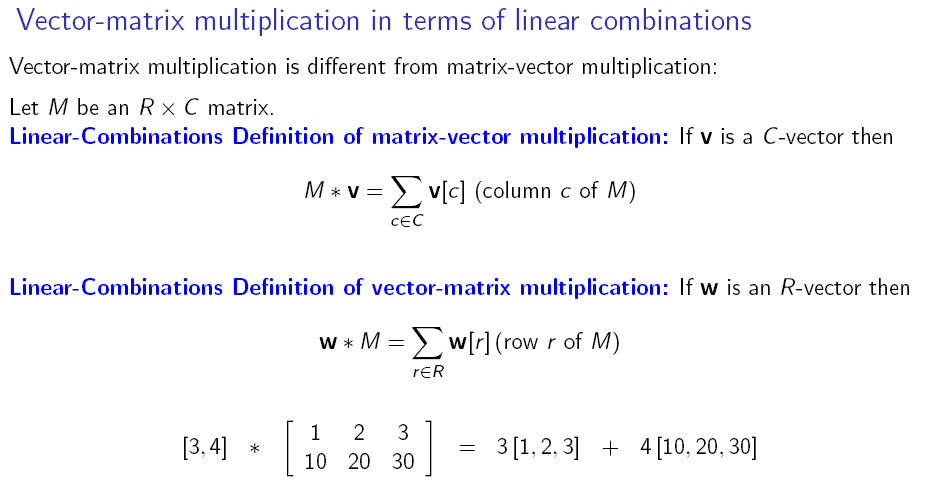 Vector-matrix multiplication in terms of linear combinations
Vector-matrix multiplication is different from matrix-vector multiplication:
Let M be an R × C matrix.
Linear-Combinations Definition of matrix-vector multiplication: If v is a C-vector then
M ∗ v = ∑_{c∈C} v[c] (column c of M)
Linear-Combinations Definition of vector-matrix multiplication: If w is an R-vector then
w ∗ M = ∑_{r∈R} w[r] (row r of M)
[3, 4] ∗ [ 1 2 3 ; 10 20 30 ] = 3 [1, 2, 3] + 4 [10, 20, 30]